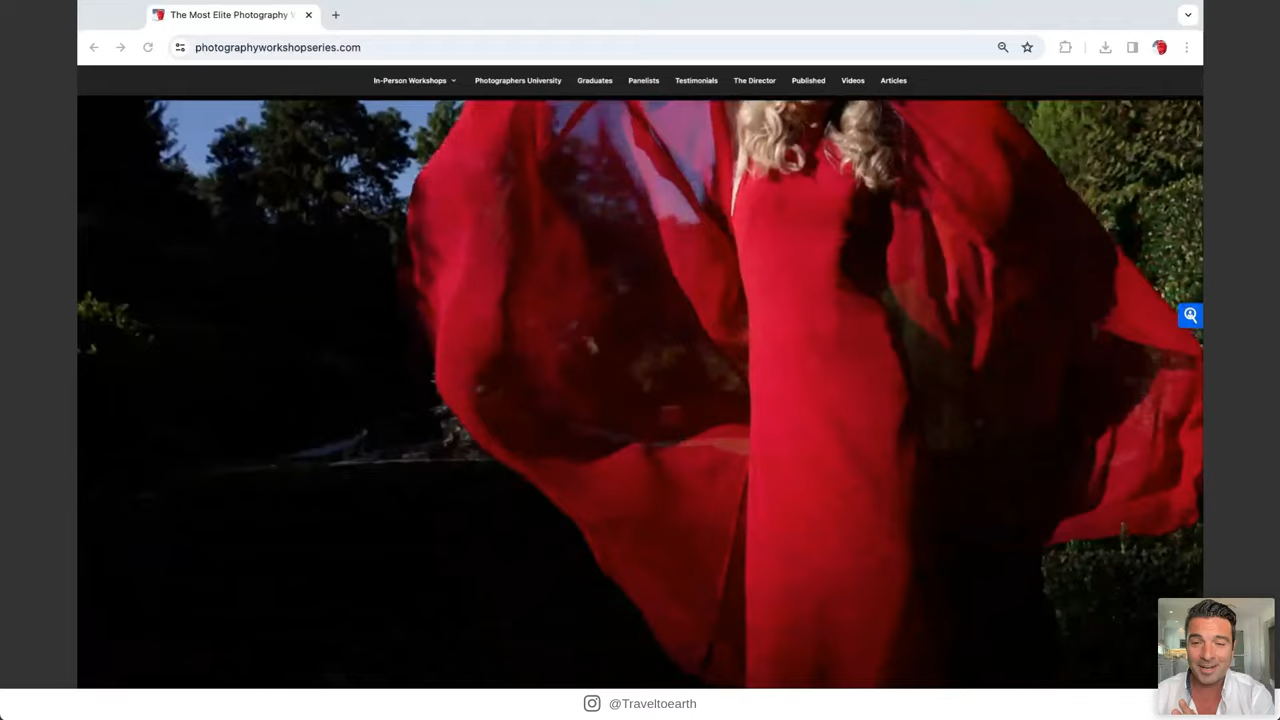 The Most Elite Photography
photographyworkshopseries.com
In-Person Workshops Photographers University Graduates Panelists Testimonials The Director Published Videos Articles
@Traveltoearth